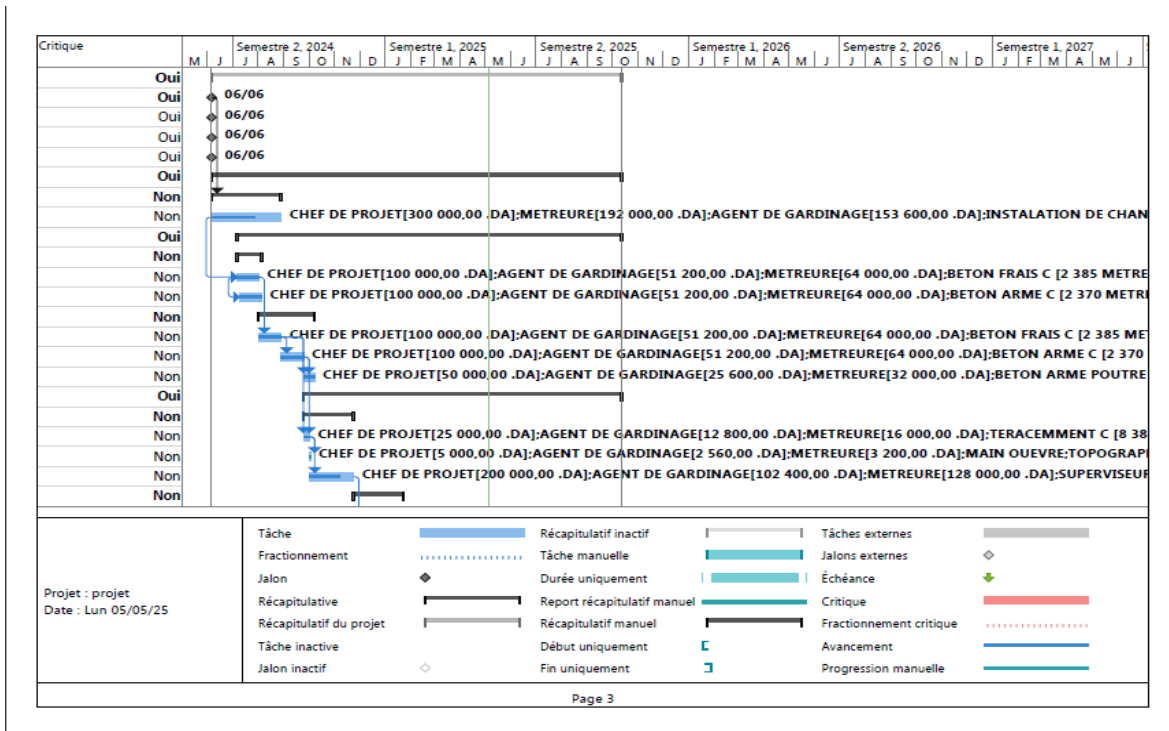 Critique
Semestre 2, 2024 Semestre 1, 2025 Semestre 2, 2025 Semestre 1, 2026 Semestre 2, 2026 Semestre 1, 2027
M J J A S O N D J F M A M J J A S O N D J F M A M J J A S O N D J F M A M J
Oui
Oui 06/06
Oui 06/06
Oui 06/06
Oui 06/06
Oui
Non
Non CHEF DE PROJET[300 000,00 .DA];METREURE[192 000,00 .DA];AGENT DE GARDINAGE[153 600,00 .DA];INSTALATION DE CHAN
Oui
Non
Non CHEF DE PROJET[100 000,00 .DA];AGENT DE GARDINAGE[51 200,00 .DA];METREURE[64 000,00 .DA];BETON FRAIS C [2 385 METRE
Non CHEF DE PROJET[100 000,00 .DA];AGENT DE GARDINAGE[51 200,00 .DA];METREURE[64 000,00 .DA];BETON ARME C [2 370 METRE
Non
Non CHEF DE PROJET[100 000,00 .DA];AGENT DE GARDINAGE[51 200,00 .DA];METREURE[64 000,00 .DA];BETON FRAIS C [2 385 MET
Non CHEF DE PROJET[100 000,00 .DA];AGENT DE GARDINAGE[51 200,00 .DA];METREURE[64 000,00 .DA];BETON ARME C [2 370
Non CHEF DE PROJET[50 000,00 .DA];AGENT DE GARDINAGE[25 600,00 .DA];METREURE[32 000,00 .DA];BETON ARME POUTRE
Oui
Non
Non CHEF DE PROJET[25 000,00 .DA];AGENT DE GARDINAGE[12 800,00 .DA];METREURE[16 000,00 .DA];TERACEMMENT C [8 38
Non CHEF DE PROJET[5 000,00 .DA];AGENT DE GARDINAGE[2 560,00 .DA];METREURE[3 200,00 .DA];MAIN OUEVRE;TOPOGRAP
Non CHEF DE PROJET[200 000,00 .DA];AGENT DE GARDINAGE[102 400,00 .DA];METREURE[128 000,00 .DA];SUPERVISEUR
Non
Projet : projet
Date : Lun 05/05/25
Tâche Récapitulatif inactif Tâches externes
Fractionnement Tâche manuelle Jalons externes
Jalon Durée uniquement Échéance
Récapitulative Report récapitulatif manuel Critique
Récapitulatif du projet Récapitulatif manuel Fractionnement critique
Tâche inactive Début uniquement Avancement
Jalon inactif Fin uniquement Progression manuelle
Page 3